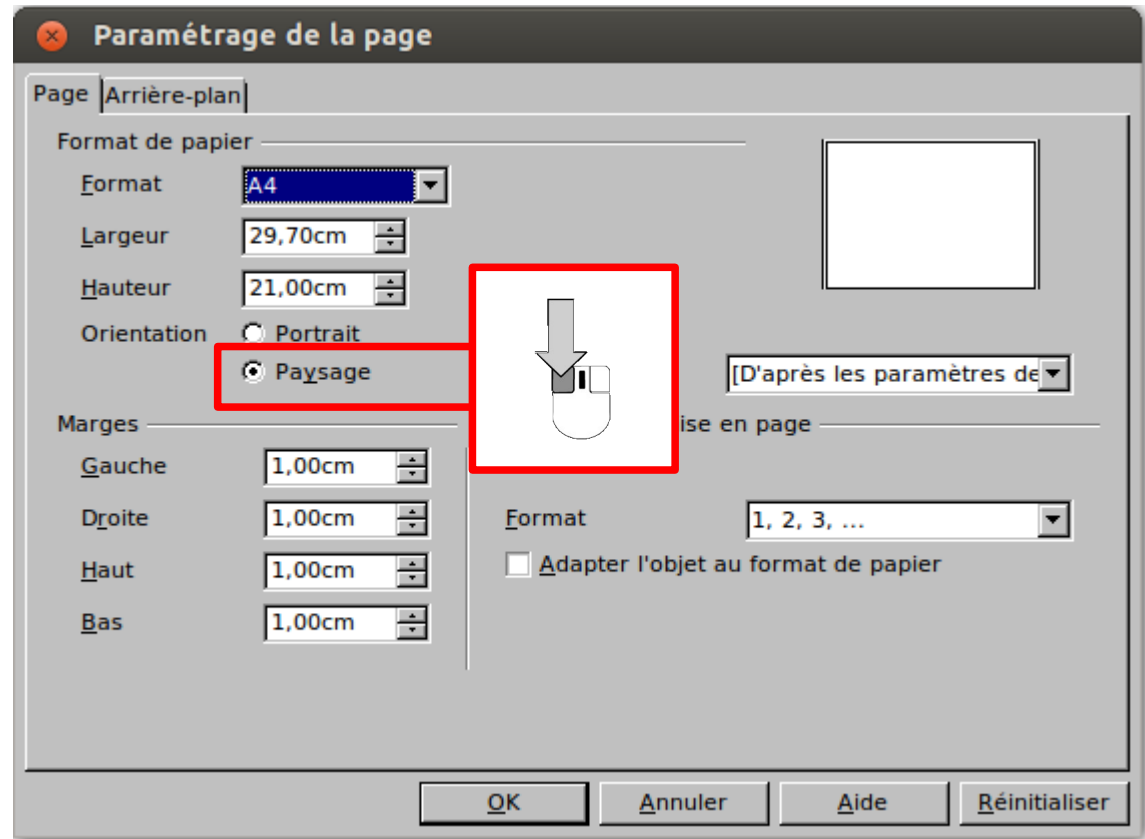 Paramétrage de la page
Page Arrière-plan
Format de papier
Format A4
Largeur 29,70cm
Hauteur 21,00cm
Orientation Portrait
Paysage
[D'après les paramètres de
Marges
ise en page
Gauche 1,00cm
Droite 1,00cm
Format 1, 2, 3, ...
Haut 1,00cm
Adapter l'objet au format de papier
Bas 1,00cm
OK Annuler Aide Réinitialiser